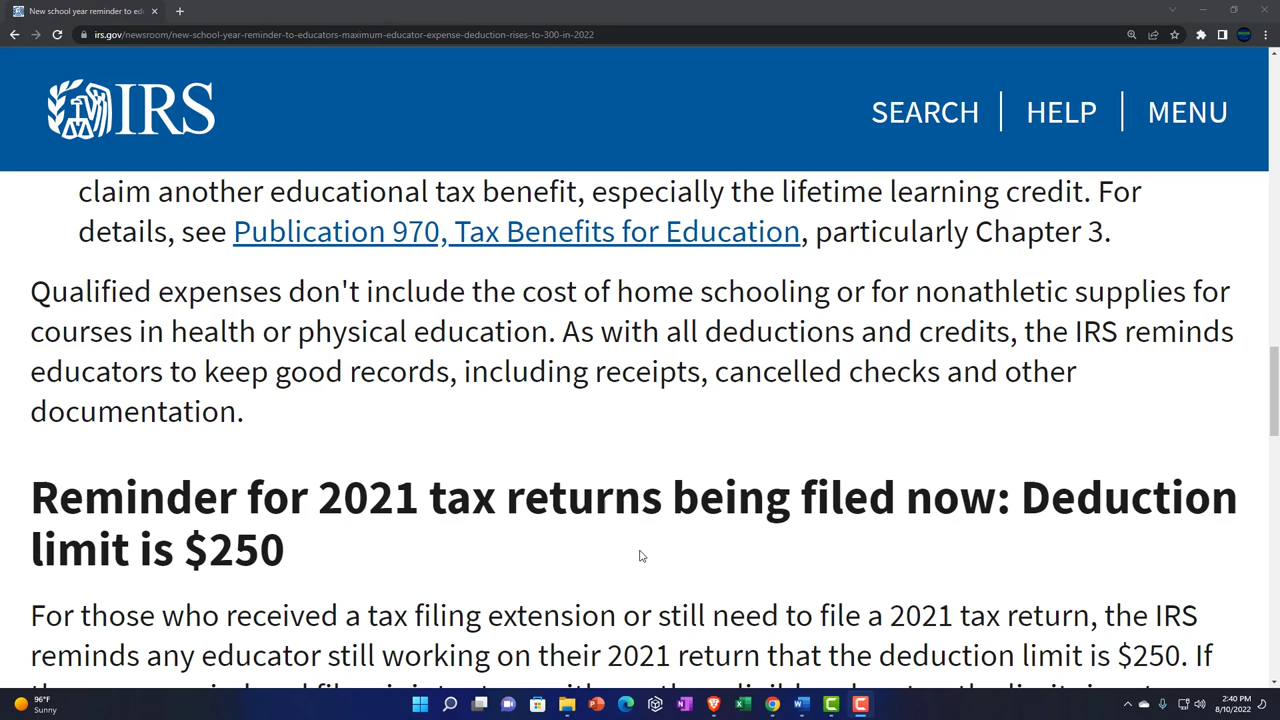 New school year reminder to ed
irs.gov/newsroom/new-school-year-reminder-to-educators-maximum-educator-expense-deduction-rises-to-300-in-2022
IRS
SEARCH
HELP
MENU
claim another educational tax benefit, especially the lifetime learning credit. For
details, see Publication 970, Tax Benefits for Education, particularly Chapter 3.
Qualified expenses don't include the cost of home schooling or for nonathletic supplies for
courses in health or physical education. As with all deductions and credits, the IRS reminds
educators to keep good records, including receipts, cancelled checks and other
documentation.
Reminder for 2021 tax returns being filed now: Deduction
limit is $250
For those who received a tax filing extension or still need to file a 2021 tax return, the IRS
reminds any educator still working on their 2021 return that the deduction limit is $250. If
96°F
Sunny
2:40 PM
8/10/2022